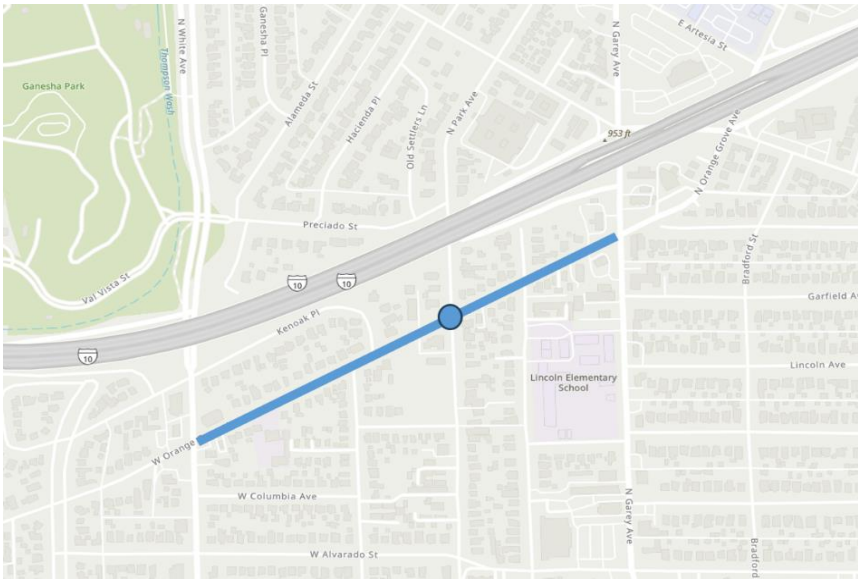 N White Ave
Ganesha Pl
N Garey Ave
E Artesia St
Thompson Wash
Ganesha Park
Alameda St
Hacienda Pl
Old Settlers Ln
N Park Ave
953 ft
N Orange Grove Ave
Preciado St
Val Vista St
10
10
Bradford St
Garfield A
Kenoak Pl
10
Lincoln Ave
Lincoln Elementary
School
W Orange
W Columbia Ave
N Garey Ave
W Alvarado St
Bradford